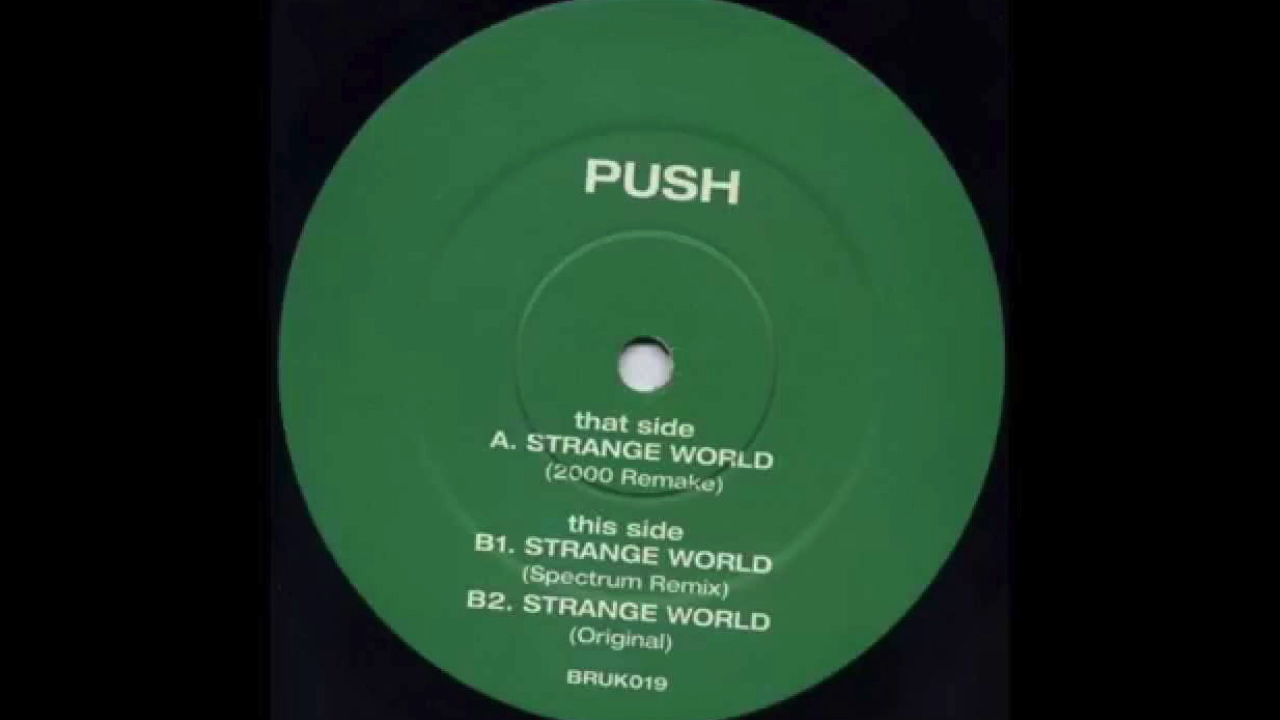 PUSH
that side
A. STRANGE WORLD
(2000 Remake)
this side
B1. STRANGE WORLD
(Spectrum Remix)
B2. STRANGE WORLD
(Original)
BRUK019